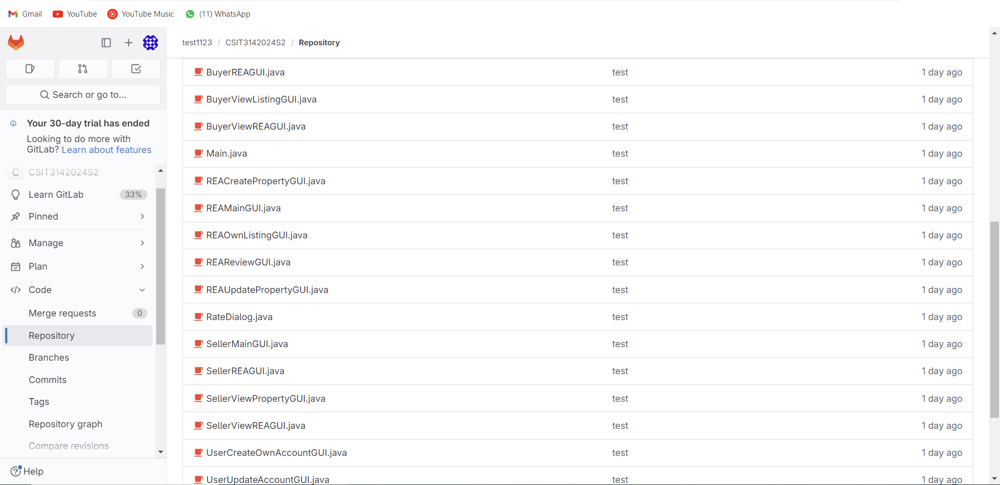 Gmail YouTube YouTube Music (11) WhatsApp
test1123 / CSIT3142024S2 / Repository
Search or go to...
Your 30-day trial has ended
Looking to do more with
GitLab? Learn about features
C CSIT3142024S2
Learn GitLab 33%
Pinned
Manage
Plan
Code
Merge requests 0
Repository
Branches
Commits
Tags
Repository graph
Compare revisions
Help
BuyerREAGUI.java test 1 day ago
BuyerViewListingGUI.java test 1 day ago
BuyerViewREAGUI.java test 1 day ago
Main.java test 1 day ago
REACreatePropertyGUI.java test 1 day ago
REAMainGUI.java test 1 day ago
REAOwnListingGUI.java test 1 day ago
REAReviewGUI.java test 1 day ago
REAUpdatePropertyGUI.java test 1 day ago
RateDialog.java test 1 day ago
SellerMainGUI.java test 1 day ago
SellerREAGUI.java test 1 day ago
SellerViewPropertyGUI.java test 1 day ago
SellerViewREAGUI.java test 1 day ago
UserCreateOwnAccountGUI.java test 1 day ago
UserUpdateAccountGUI.java test 1 day ago